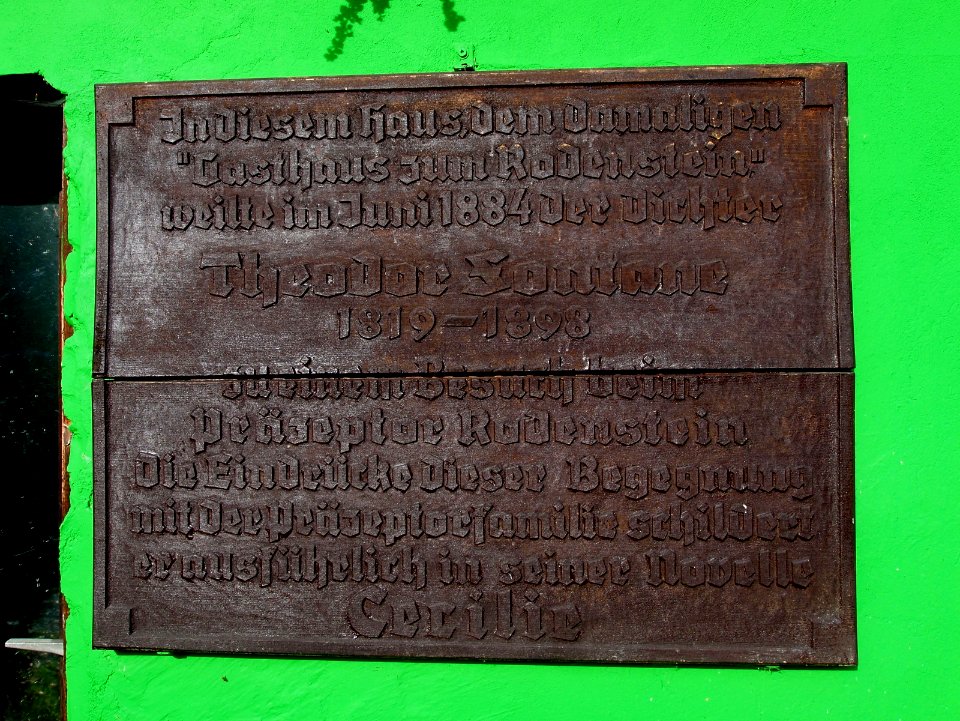 In diesem Haus, dem damaligen
"Gasthaus zum Rodenstein,"
weilte im Juni 1884 der Dichter
Theodor Fontane
1819–1898
zu einem Besuch beim
Präzeptor Rodenstein
Die Eindrücke dieser Begegnung
mit der Präzeptorfamilie schildert
er ausführlich in seiner Novelle
Cecilie